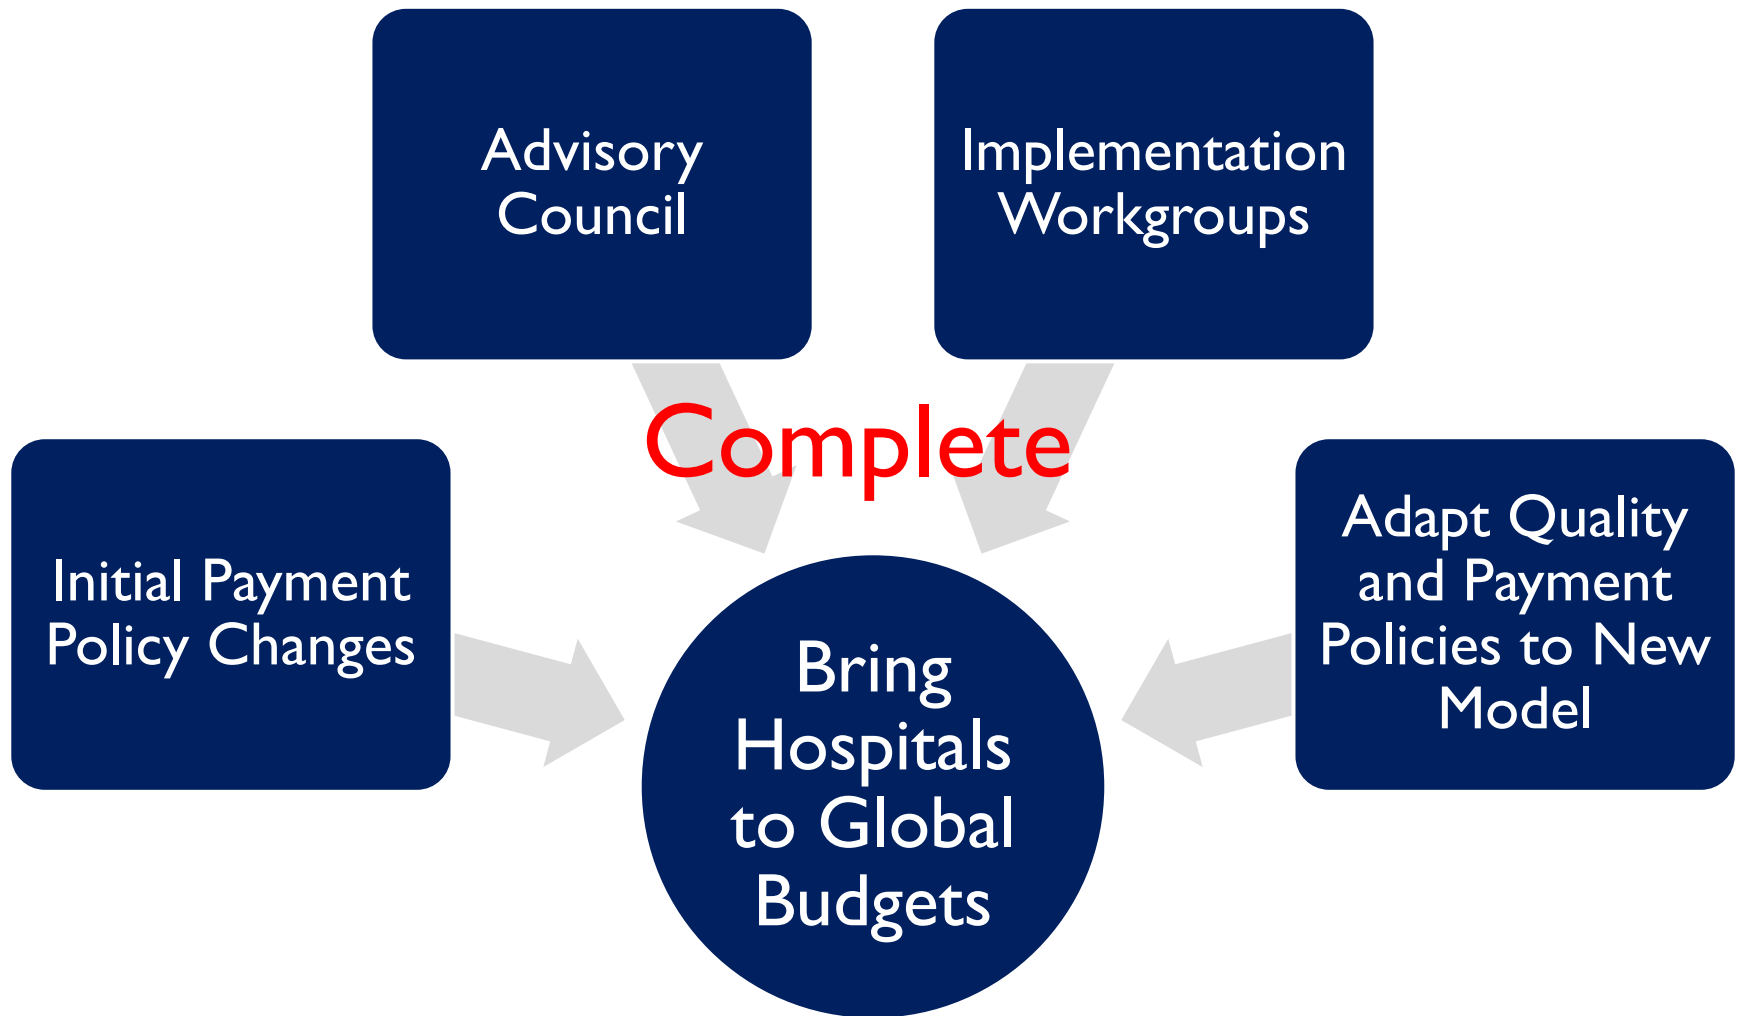 Advisory
Council
Implementation
Workgroups
Complete
Initial Payment
Policy Changes
Adapt Quality
and Payment
Policies to New
Model
Bring
Hospitals
to Global
Budgets